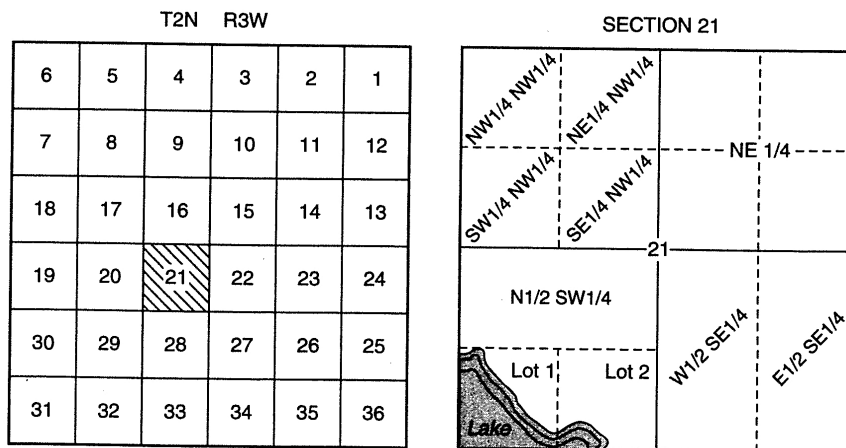 T2N R3W
6 5 4 3 2 1
7 8 9 10 11 12
18 17 16 15 14 13
19 20 21 22 23 24
30 29 28 27 26 25
31 32 33 34 35 36
SECTION 21
NW1/4 NW1/4
NE1/4 NW1/4
NE 1/4
SW1/4 NW1/4
SE1/4 NW1/4
21
N1/2 SW1/4
W1/2 SE1/4
E1/2 SE1/4
Lot 1
Lot 2
Lake